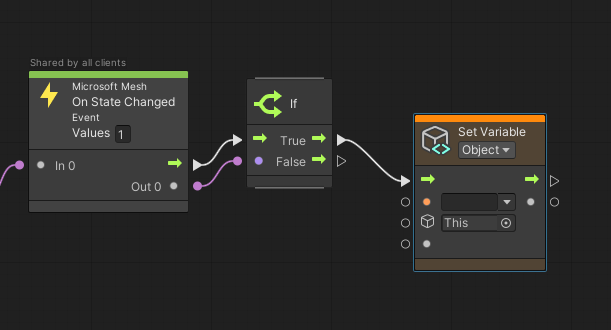 Shared by all clients
Microsoft Mesh
On State Changed
Event
Values 1
In 0
Out 0
If
True
False
Set Variable
Object
This